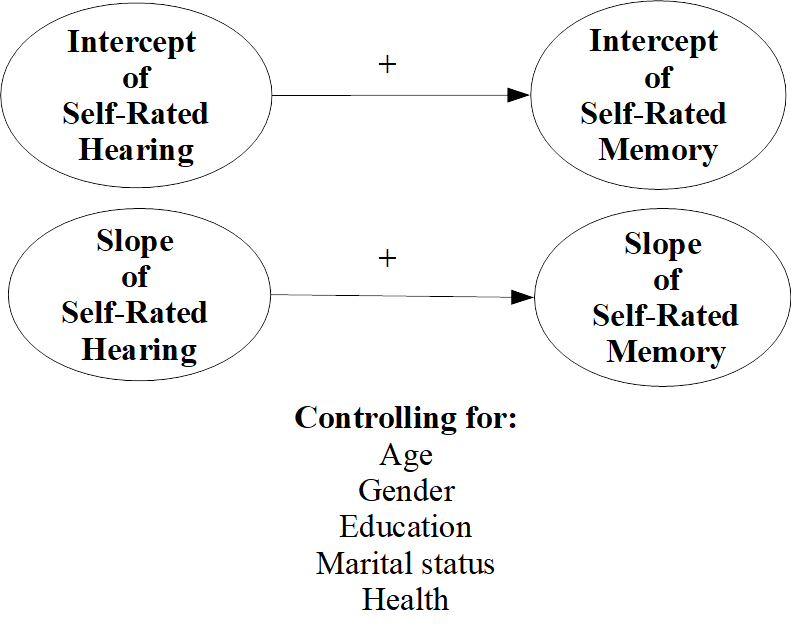 Intercept
of
Self-Rated
Hearing
+
Intercept
of
Self-Rated
Memory
Slope
of
Self-Rated
Hearing
+
Slope
of
Self-Rated
Memory
Controlling for:
Age
Gender
Education
Marital status
Health